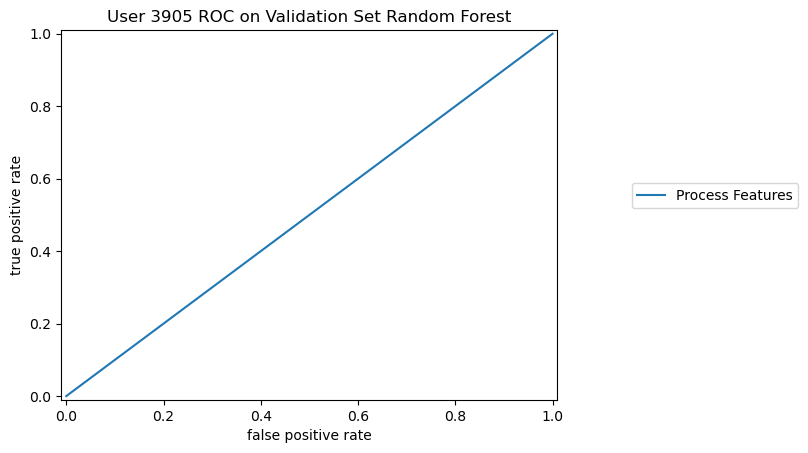 User 3905 ROC on Validation Set Random Forest
1.0
0.8
0.6
0.4
0.2
0.0
true positive rate
0.0 0.2 0.4 0.6 0.8 1.0
false positive rate
Process Features